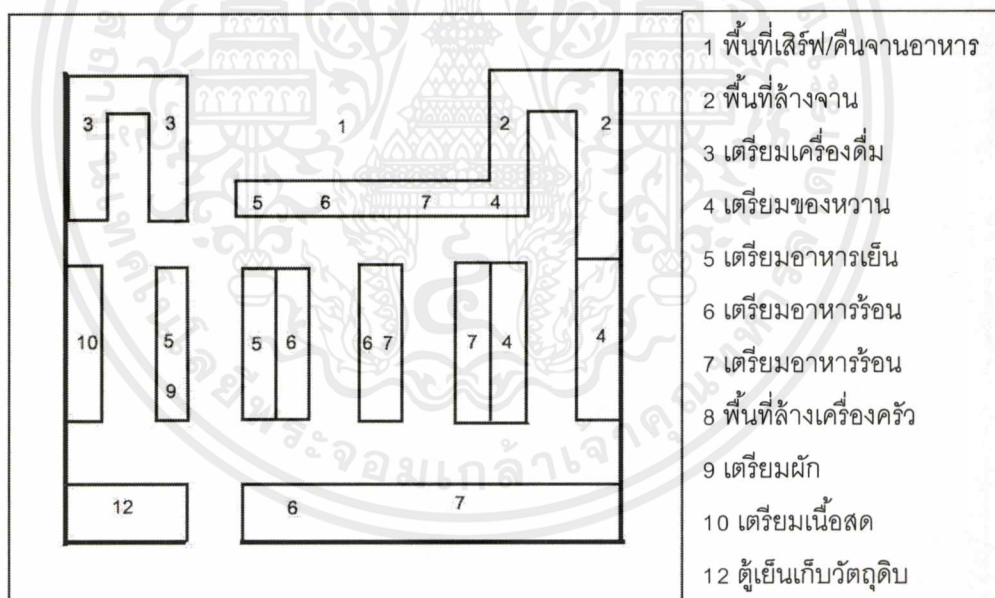 1
3 3 2 2
5 6 7 4
10 5 9 5 6 6 7 7 4 4
12 6 7
1 พื้นที่เสิร์ฟ/คืนจานอาหาร
2 พื้นที่ล้างจาน
3 เตรียมเครื่องดื่ม
4 เตรียมของหวาน
5 เตรียมอาหารเย็น
6 เตรียมอาหารร้อน
7 เตรียมอาหารร้อน
8 พื้นที่ล้างเครื่องครัว
9 เตรียมผัก
10 เตรียมเนื้อสด
12 ตู้เย็นเก็บวัตถุดิบ